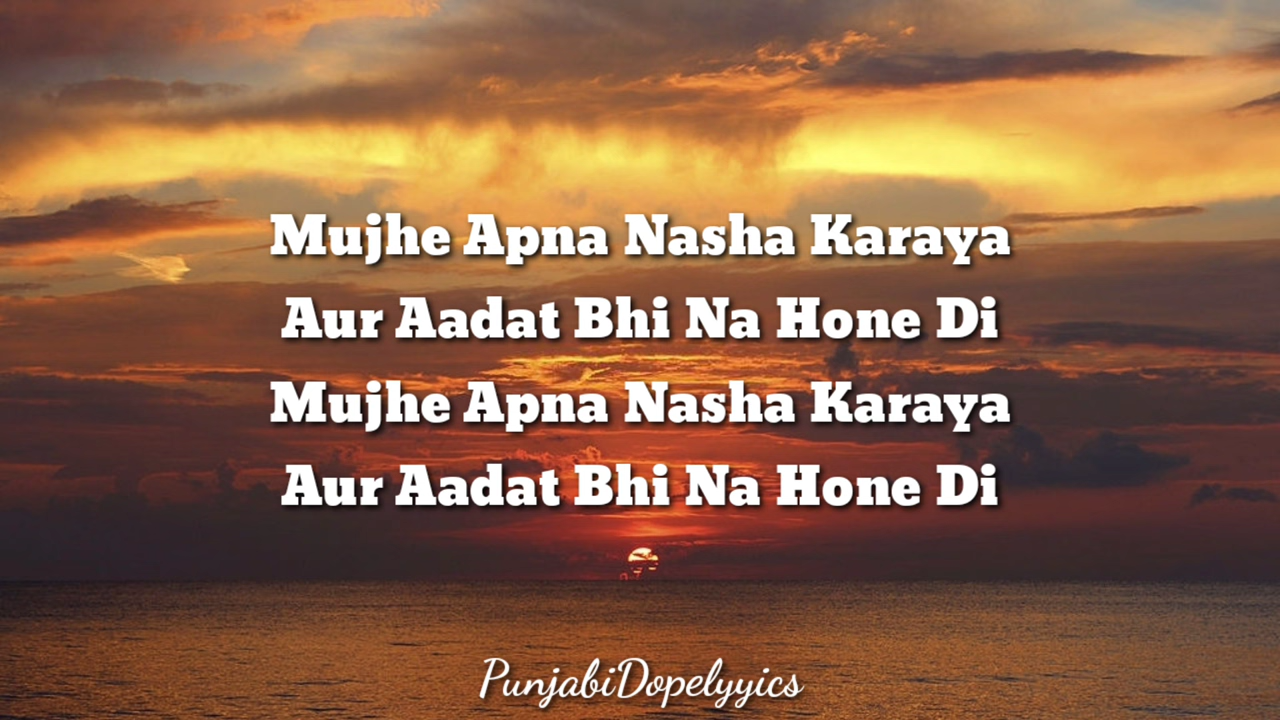 Mujhe Apna Nasha Karaya
Aur Aadat Bhi Na Hone Di
Mujhe Apna Nasha Karaya
Aur Aadat Bhi Na Hone Di
PunjabiDopelyyics